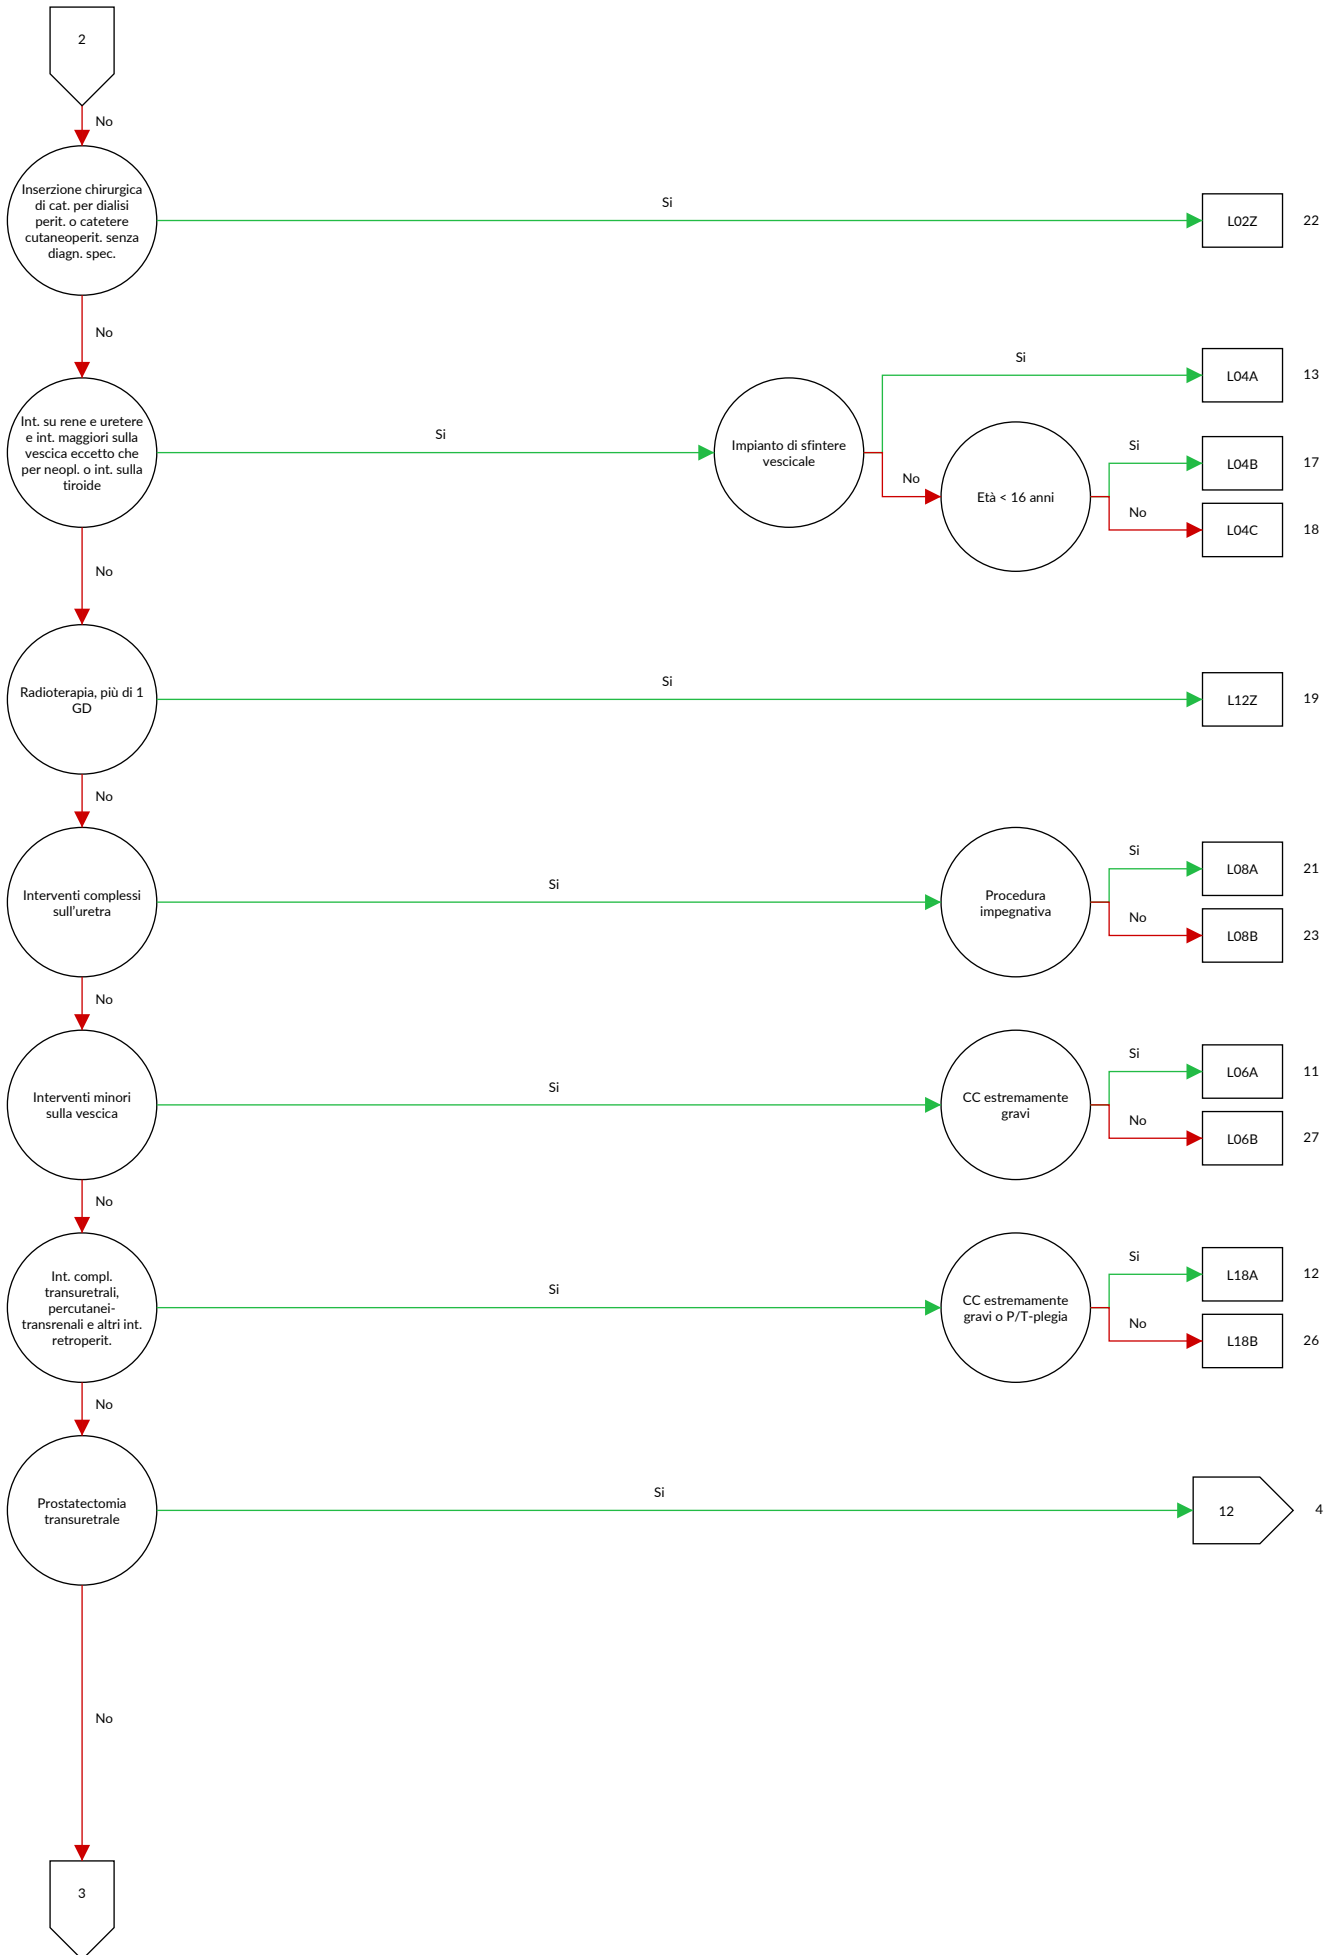 2
No
Inserzione chirurgica
di cat. per dialisi
perit. o catetere
cutaneoperit. senza
diagn. spec.
Si
L02Z
22
No
Int. su rene e uretere
e int. maggiori sulla
vescica eccetto che
per neopl. o int. sulla
tiroide
Si
Impianto di sfintere
vescicale
Si
L04A
13
No
Età < 16 anni
Si
L04B
17
No
L04C
18
No
Radioterapia, più di 1
GD
Si
L12Z
19
No
Interventi complessi
sull'uretra
Si
Procedura
impegnativa
Si
L08A
21
No
L08B
23
No
Interventi minori
sulla vescica
Si
CC estremamente
gravi
Si
L06A
11
No
L06B
27
No
Int. compl.
transuretrali,
percutanei-
transrenali e altri int.
retroperit.
Si
CC estremamente
gravi o P/T-plegia
Si
L18A
12
No
L18B
26
No
Prostatectomia
transuretrale
Si
12
4
No
3